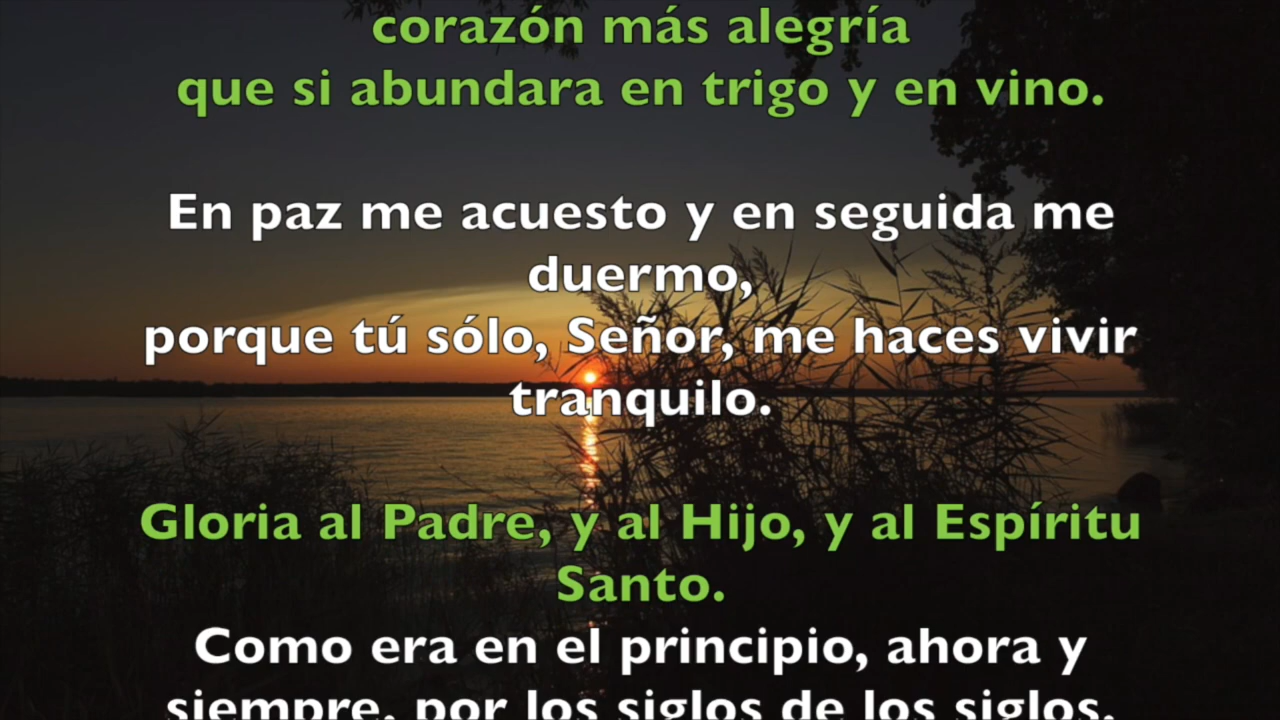 corazón más alegría
que si abundara en trigo y en vino.
En paz me acuesto y en seguida me
duermo,
porque tú sólo, Señor, me haces vivir
tranquilo.
Gloria al Padre, y al Hijo, y al Espíritu
Santo.
Como era en el principio, ahora y
siempre, por los siglos de los siglos.